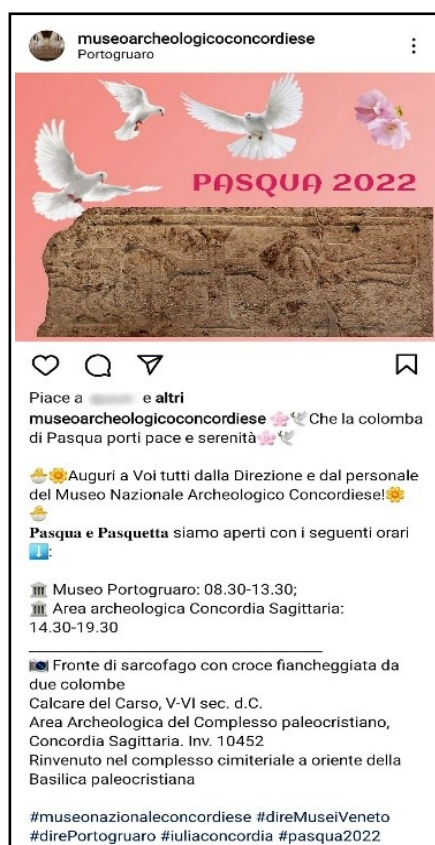 museoarcheologicoconcordiese
Portogruaro
PASQUA 2022
Piace a e altri
museoarcheologicoconcordiese 🌸🕊️Che la colomba
di Pasqua porti pace e serenità🌸🕊️
🐣🌼Auguri a Voi tutti dalla Direzione e dal personale
del Museo Nazionale Archeologico Concordiese!🌼
🐣
Pasqua e Pasquetta siamo aperti con i seguenti orari
⬇️:
🏛️ Museo Portogruaro: 08.30-13.30;
🏛️ Area archeologica Concordia Sagittaria:
14.30-19.30
📷 Fronte di sarcofago con croce fiancheggiata da
due colombe
Calcare del Carso, V-VI sec. d.C.
Area Archeologica del Complesso paleocristiano,
Concordia Sagittaria. Inv. 10452
Rinvenuto nel complesso cimiteriale a oriente della
Basilica paleocristiana
#museonazionaleconcordiese #direMuseiVeneto
#direPortogruaro #iuliaconcordia #pasqua2022